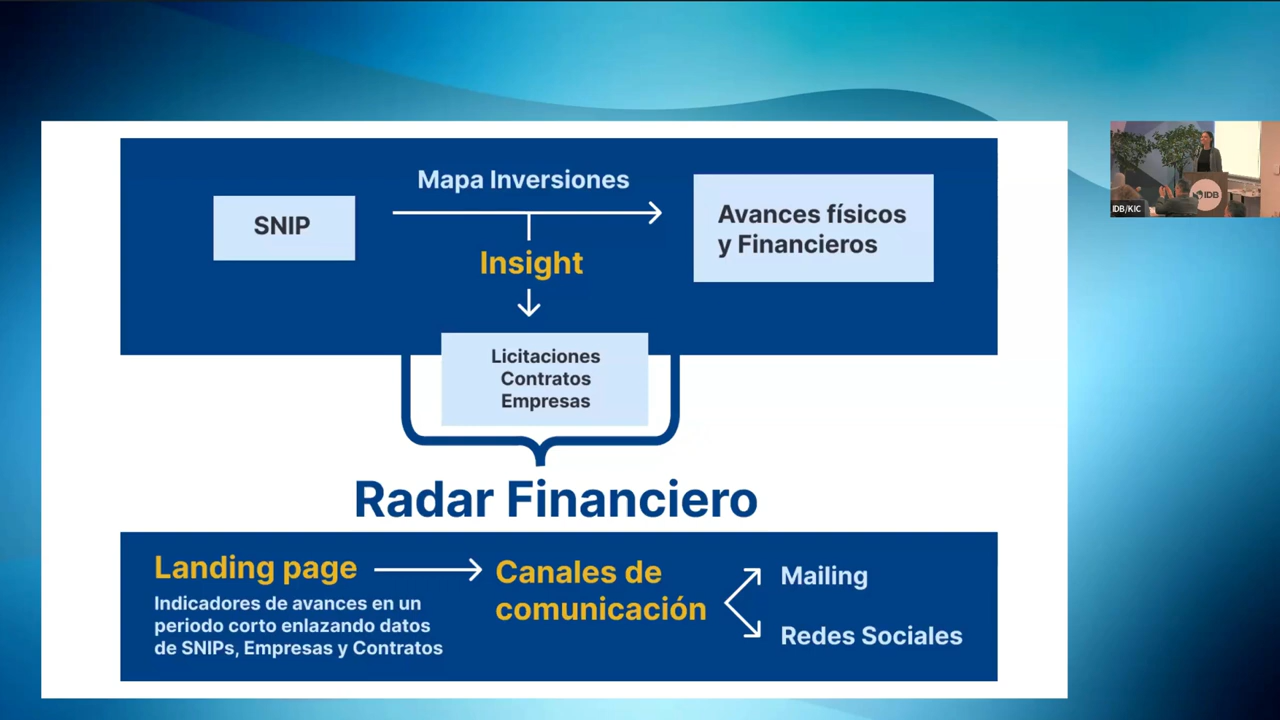 Mapa Inversiones
SNIP
Avances físicos
y Financieros
Insight
Licitaciones
Contratos
Empresas
Radar Financiero
Landing page
Indicadores de avances en un
periodo corto enlazando datos
de SNIPs, Empresas y Contratos
Canales de
comunicación
Mailing
Redes Sociales
IDB
IDB/KIC